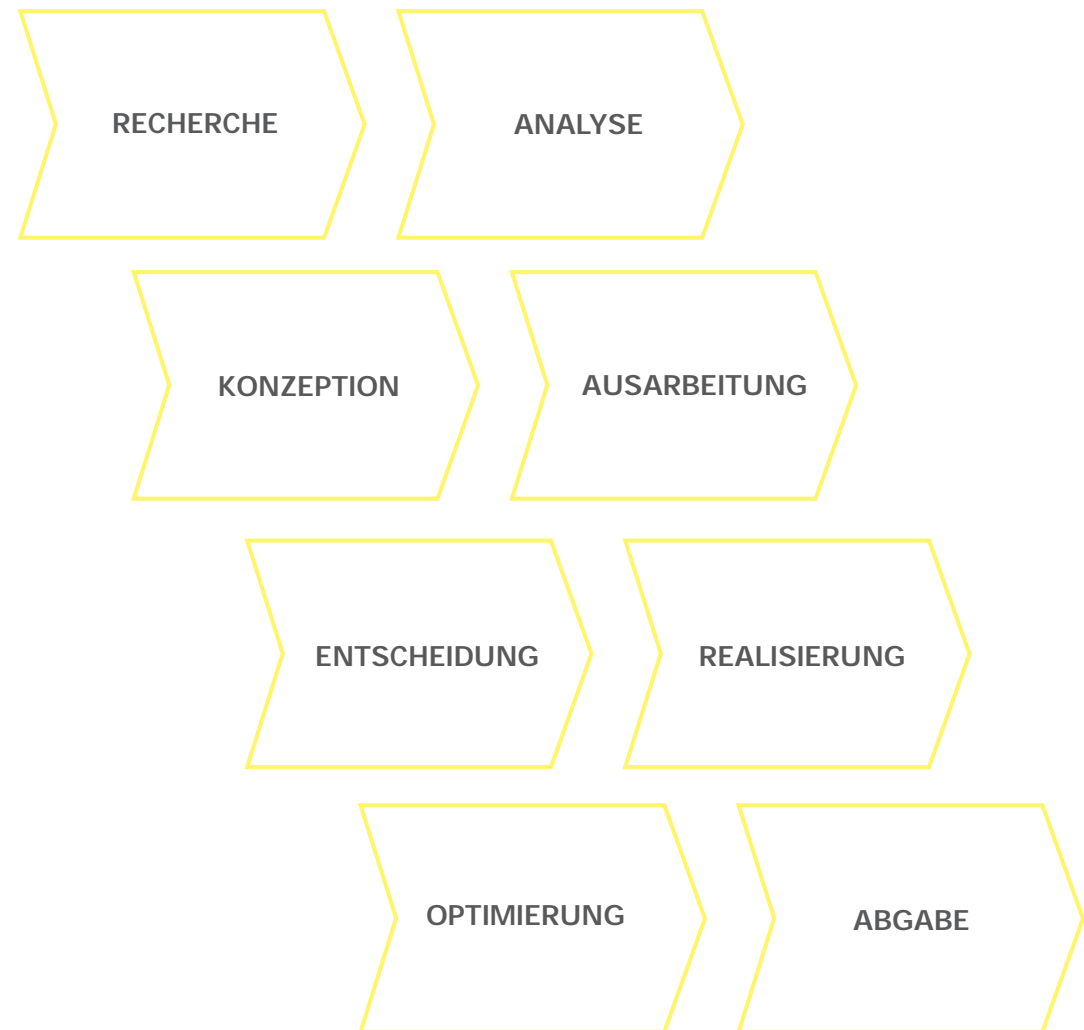 RECHERCHE
ANALYSE
KONZEPTION
AUSARBEITUNG
ENTSCHEIDUNG
REALISIERUNG
OPTIMIERUNG
ABGABE